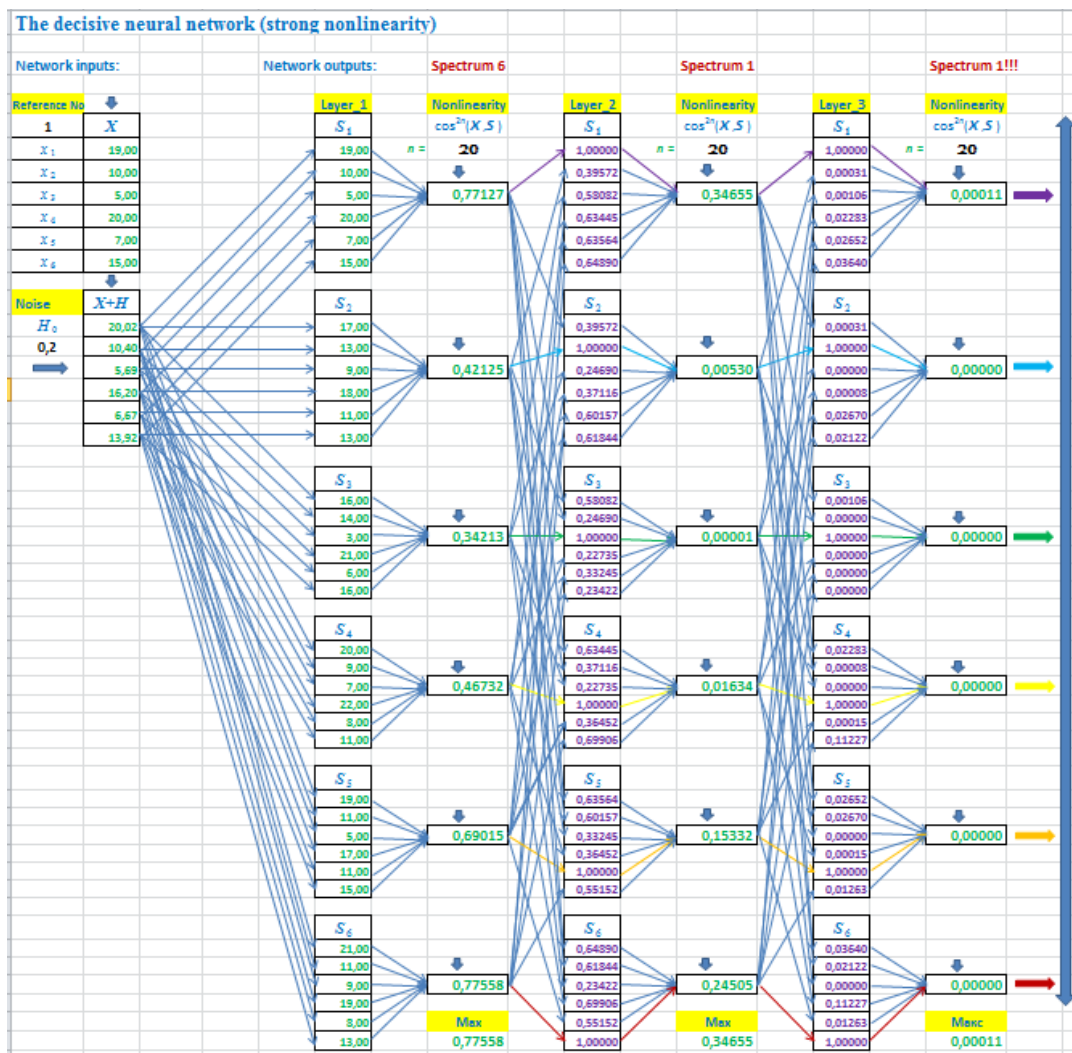 The decisive neural network (strong nonlinearity)
Network inputs: Network outputs: Spectrum 6 Spectrum 1 Spectrum 1!!!
Reference No Layer_1 Nonlinearity Layer_2 Nonlinearity Layer_3 Nonlinearity
1 X S₁ cos²ⁿ(X,S) S₁ cos²ⁿ(X,S) S₁ cos²ⁿ(X,S)
x₁ 19,00 19,00 n = 20 1,00000 n = 20 1,00000 n = 20
x₂ 10,00 10,00 0,39572 0,00031
x₃ 5,00 5,00 0,77127 0,58082 0,34655 0,00106 0,00011
x₄ 20,00 20,00 0,63445 0,02283
x₅ 7,00 7,00 0,63564 0,02652
x₆ 15,00 15,00 0,64890 0,03640
Noise X+H S₂ S₂ S₂
H₀ 20,02 17,00 0,39572 0,00031
0,2 10,40 13,00 1,00000 1,00000
5,69 9,00 0,42125 0,24690 0,00530 0,00000 0,00000
16,20 18,00 0,37116 0,00008
6,67 11,00 0,60157 0,02670
13,92 13,00 0,61844 0,02122
S₃ S₃ S₃
16,00 0,58082 0,00106
14,00 0,24690 0,00000
3,00 0,34213 1,00000 0,00001 1,00000 0,00000
21,00 0,22735 0,00000
6,00 0,33245 0,00000
16,00 0,23422 0,00000
S₄ S₄ S₄
20,00 0,63445 0,02283
9,00 0,37116 0,00008
7,00 0,46732 0,22735 0,01634 0,00000 0,00000
22,00 1,00000 1,00000
8,00 0,36452 0,00015
11,00 0,69906 0,11227
S₅ S₅ S₅
19,00 0,63564 0,02652
11,00 0,60157 0,02670
5,00 0,69015 0,33245 0,15332 0,00000 0,00000
17,00 0,36452 0,00015
11,00 1,00000 1,00000
15,00 0,55152 0,01263
S₆ S₆ S₆
21,00 0,64890 0,03640
11,00 0,61844 0,02122
9,00 0,77558 0,23422 0,24505 0,00000 0,00000
19,00 0,69906 0,11227
8,00 Max 0,55152 Max 0,01263 Макс
13,00 0,77558 1,00000 0,34655 1,00000 0,00011